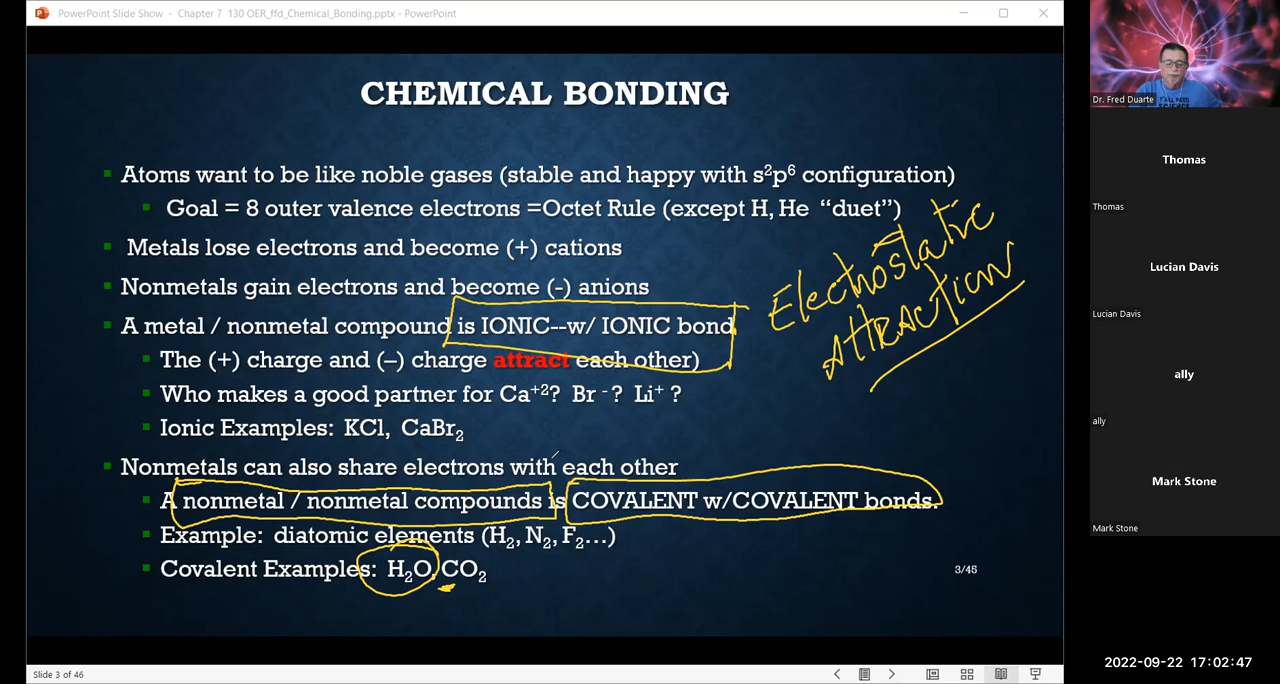 PowerPoint Slide Show - Chapter 7 130 OER_ffd_Chemical_Bonding.pptx - PowerPoint
CHEMICAL BONDING
Atoms want to be like noble gases (stable and happy with s²p⁶ configuration)
Goal = 8 outer valence electrons =Octet Rule (except H, He “duet”)
Metals lose electrons and become (+) cations
Nonmetals gain electrons and become (-) anions
A metal / nonmetal compound is IONIC--w/ IONIC bond
The (+) charge and (–) charge attract each other)
Who makes a good partner for Ca⁺²? Br ⁻ ? Li⁺ ?
Ionic Examples: KCl, CaBr₂
Nonmetals can also share electrons with each other
A nonmetal / nonmetal compounds is COVALENT w/COVALENT bonds.
Example: diatomic elements (H₂, N₂, F₂…)
Covalent Examples: H₂O, CO₂
3/45
Electrostatic
ATTRACTION
Slide 3 of 46
Dr. Fred Duarte
Thomas
Thomas
Lucian Davis
Lucian Davis
ally
ally
Mark Stone
Mark Stone
2022-09-22 17:02:47